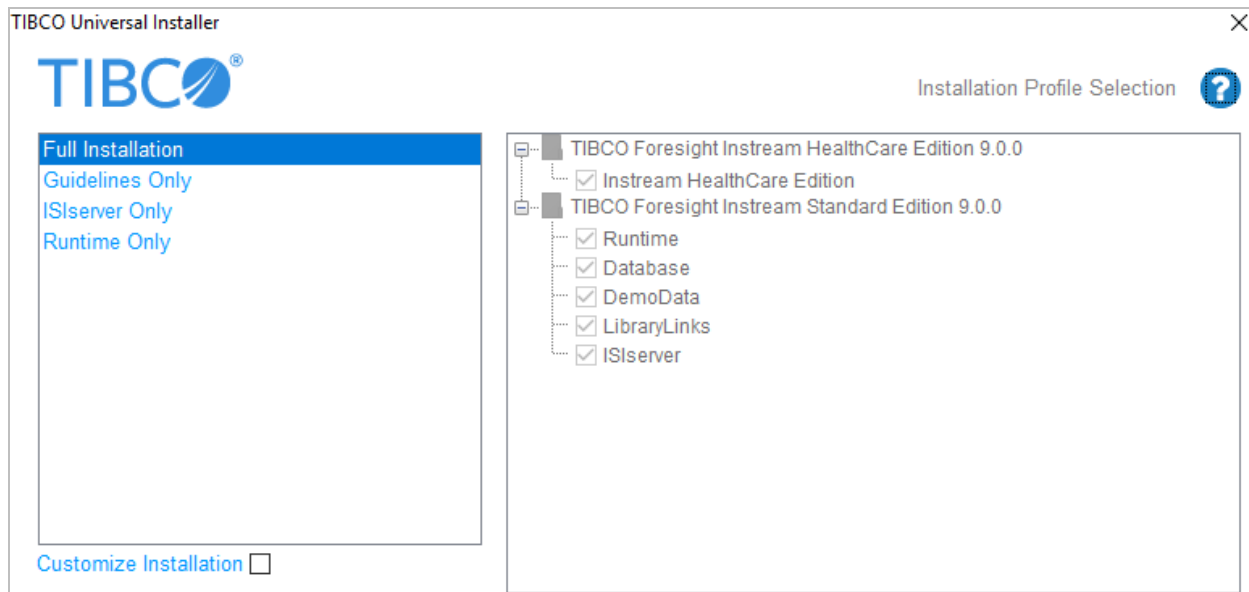 TIBCO Universal Installer
TIBCO®
Installation Profile Selection
?
Full Installation
Guidelines Only
ISIserver Only
Runtime Only
TIBCO Foresight Instream HealthCare Edition 9.0.0
Instream HealthCare Edition
TIBCO Foresight Instream Standard Edition 9.0.0
Runtime
Database
DemoData
LibraryLinks
ISIserver
Customize Installation